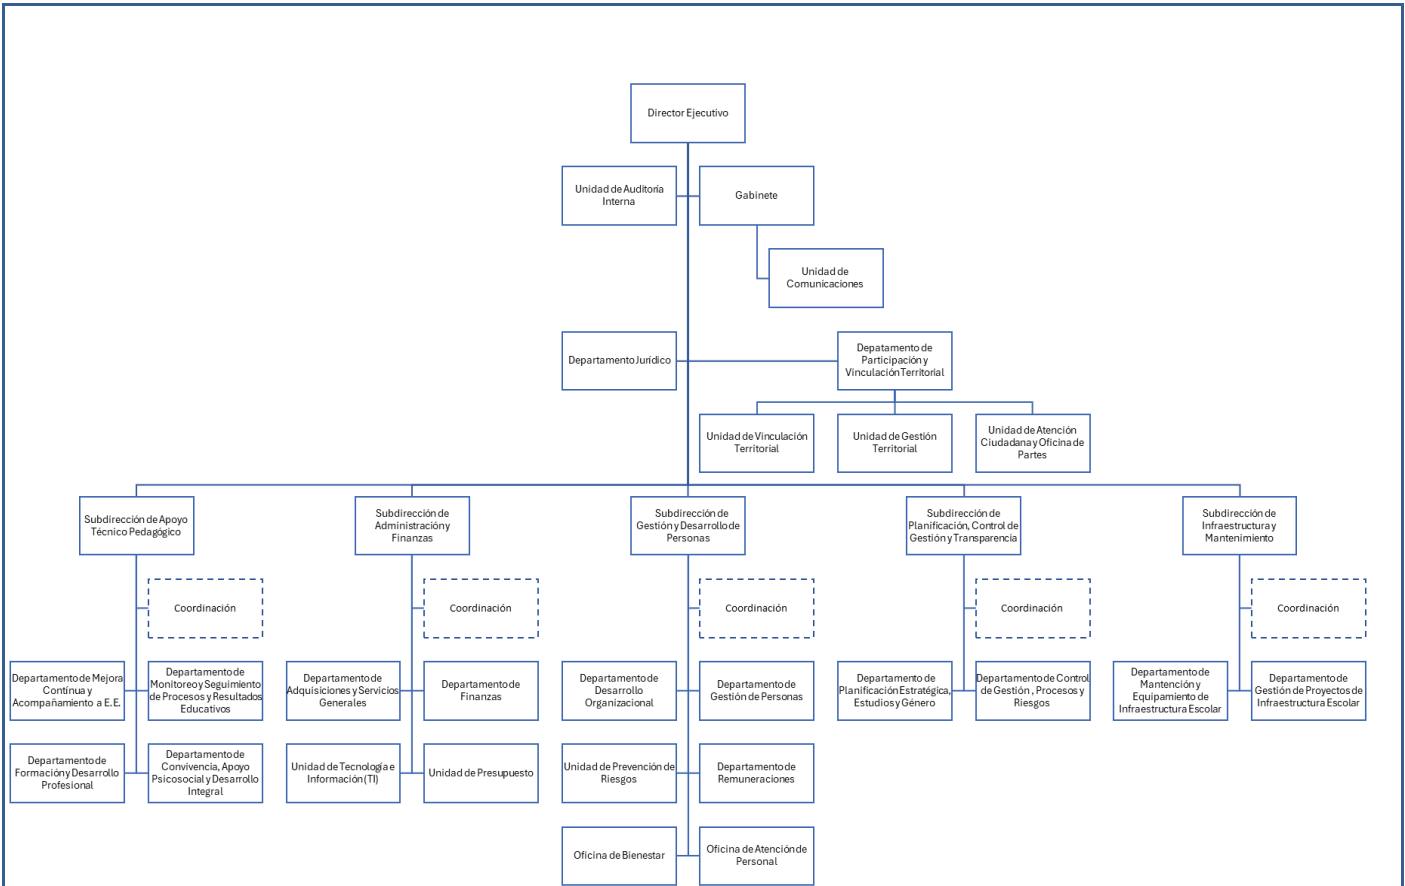 Director Ejecutivo
Unidad de Auditoría
Interna
Gabinete
Unidad de
Comunicaciones
Departamento Jurídico
Depatamento de
Participación y
Vinculación Territorial
Unidad de Vinculación
Territorial
Unidad de Gestión
Territorial
Unidad de Atención
Ciudadana y Oficina de
Partes
Subdirección de Apoyo
Técnico Pedagógico
Subdirección de
Administración y
Finanzas
Subdirección de
Gestión y Desarrollo de
Personas
Subdirección de
Planificación, Control de
Gestión y Transparencia
Subdirección de
Infraestructura y
Mantenimiento
Coordinación
Coordinación
Coordinación
Coordinación
Coordinación
Departamento de Mejora
Contínua y
Acompañamiento a E.E.
Departamento de
Monitoreo y Seguimiento
de Procesos y Resultados
Educativos
Departamento de
Adquisiciones y Servicios
Generales
Departamento de
Finanzas
Departamento de
Desarrollo
Organizacional
Departamento de
Gestión de Personas
Departamento de
Planificación Estratégica,
Estudios y Género
Departamento de Control
de Gestión , Procesos y
Riesgos
Departamento de
Mantención y
Equipamiento de
Infraestructura Escolar
Departamento de
Gestión de Proyectos de
Infraestructura Escolar
Departamento de
Formación y Desarrollo
Profesional
Departamento de
Convivencia, Apoyo
Psicosocial y Desarrollo
Integral
Unidad de Tecnología e
Información (TI)
Unidad de Presupuesto
Unidad de Prevención de
Riesgos
Departamento de
Remuneraciones
Oficina de Bienestar
Oficina de Atención de
Personal